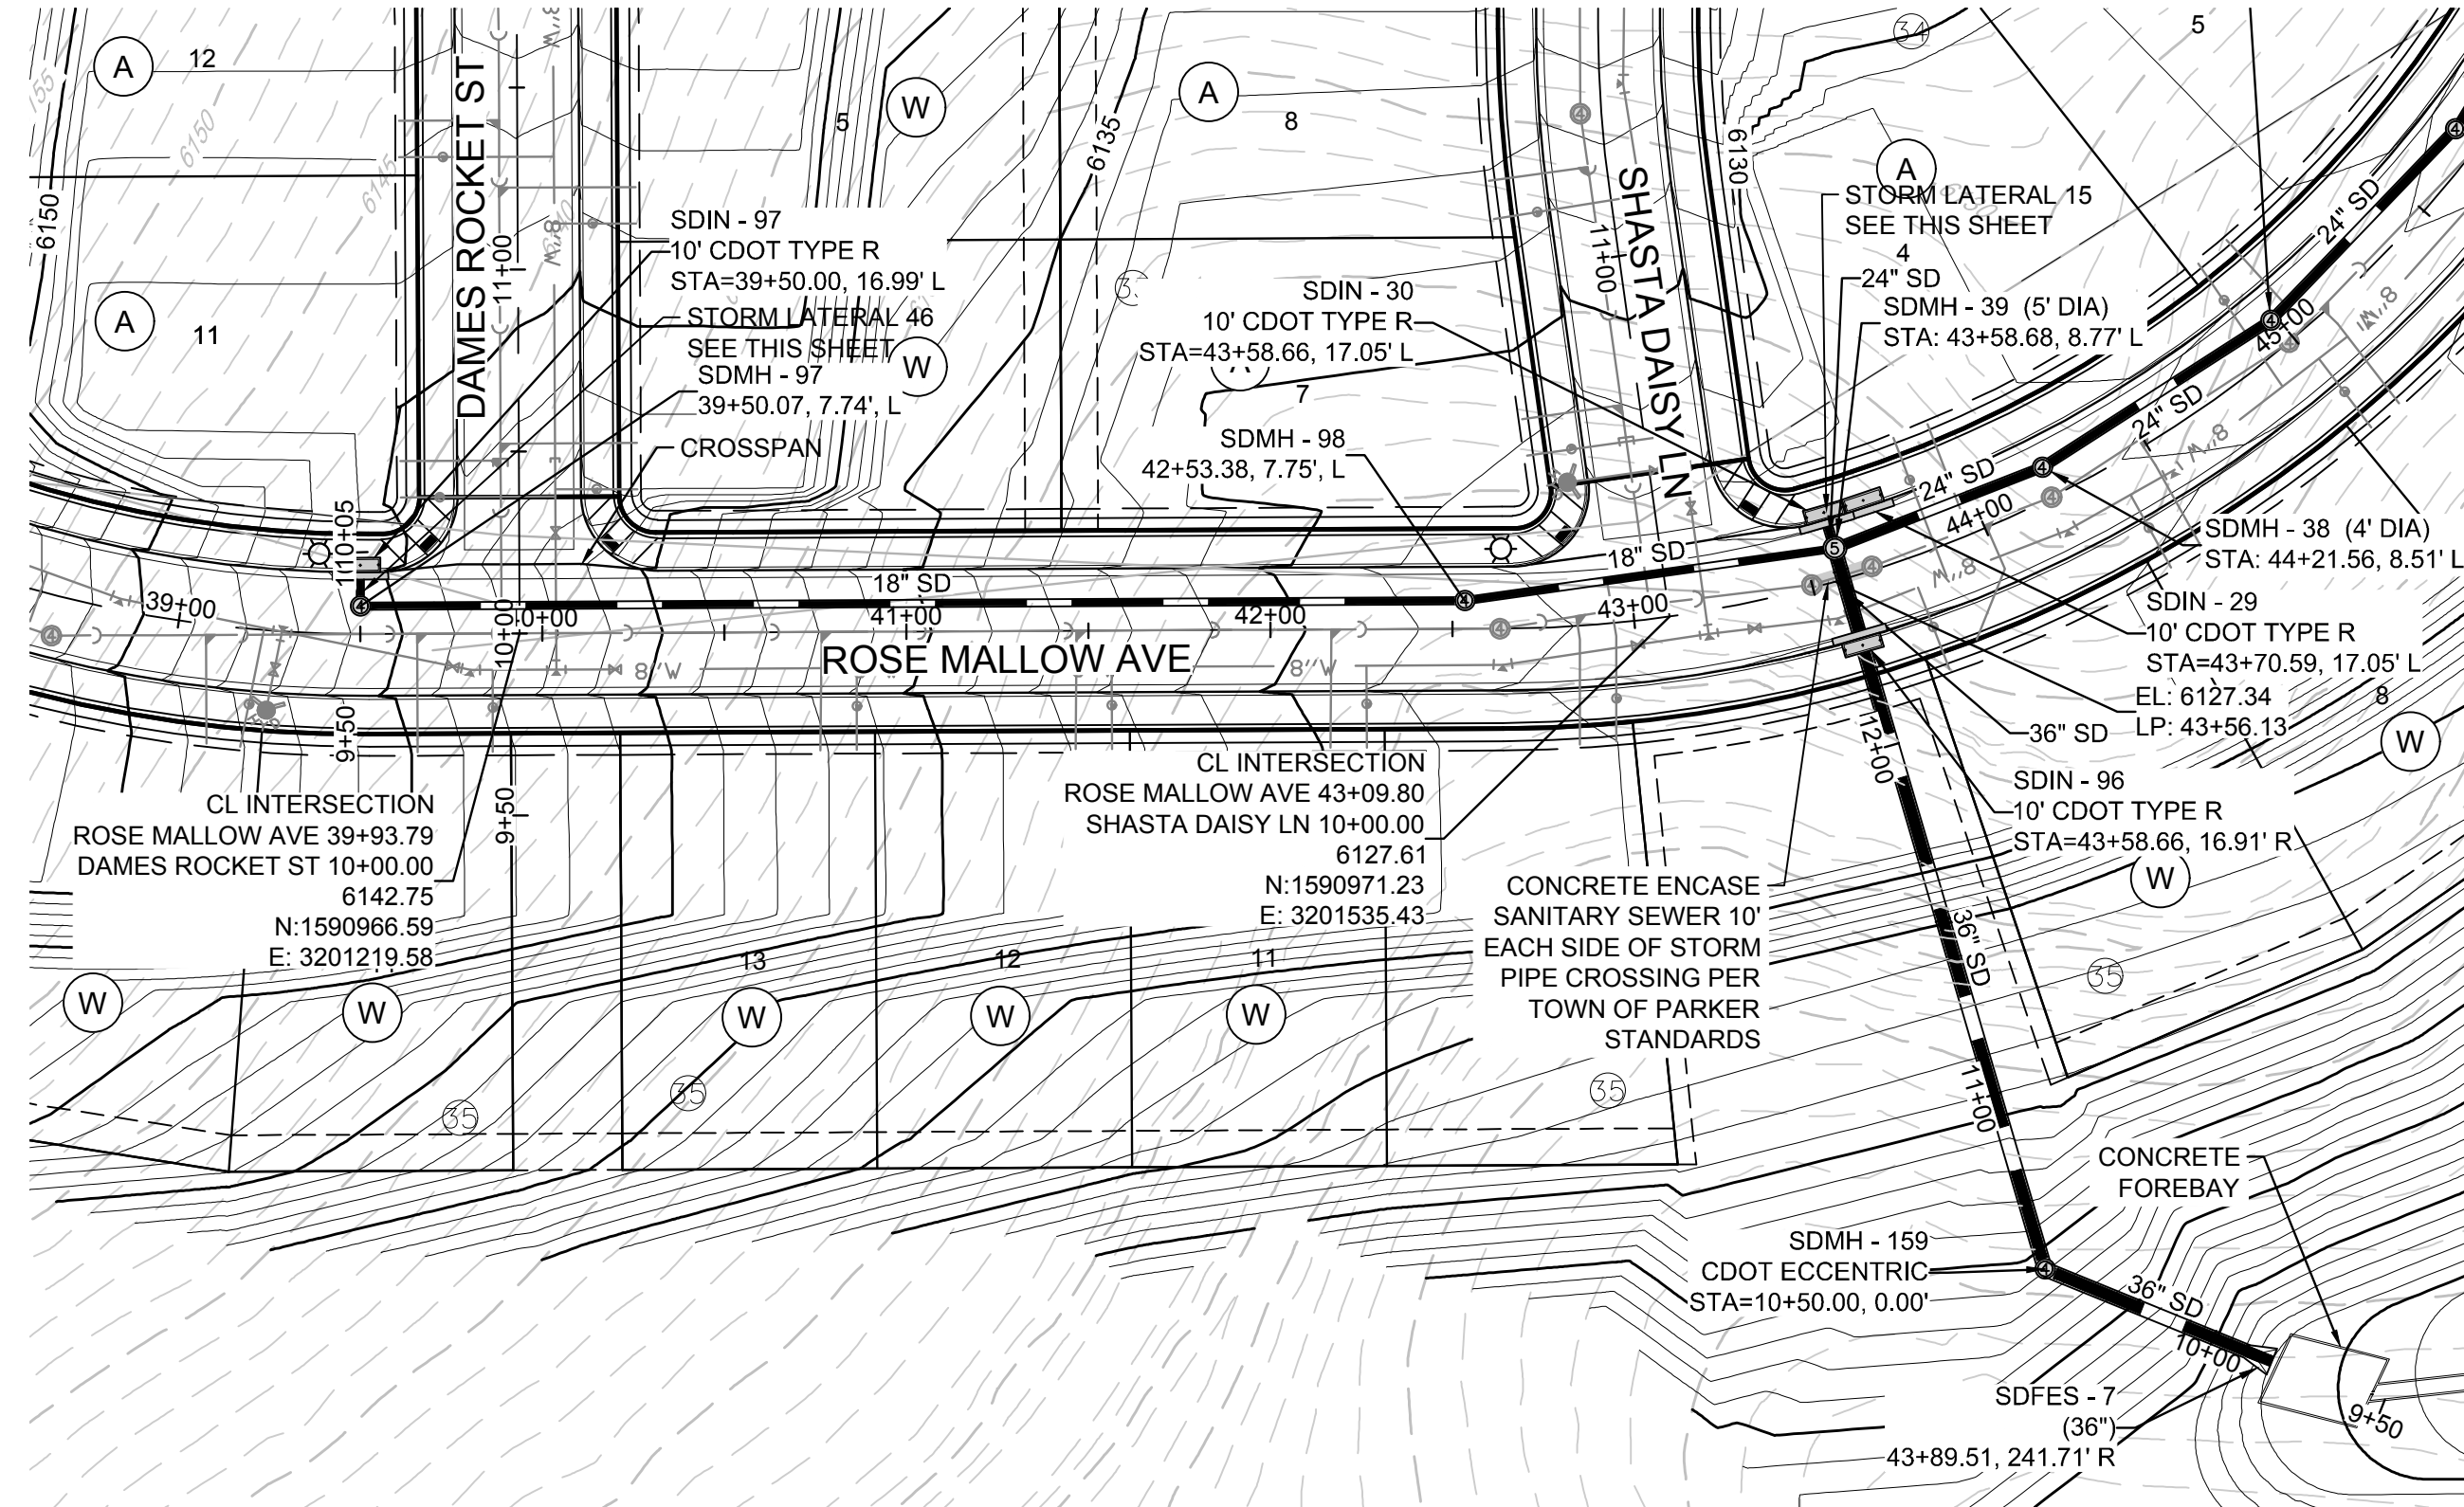 A
12
155
6150
6145
6150
A
11
DAMES ROCKET ST
11+00
8"W
5
W
6135
A
8
SHASTA DAISY LN
11+00
6130
34
5
A
SDIN - 97
10' CDOT TYPE R
STA=39+50.00, 16.99' L
STORM LATERAL 46
SEE THIS SHEET
W
SDMH - 97
39+50.07, 7.74', L
CROSSPAN
SDIN - 30
10' CDOT TYPE R
STA=43+58.66, 17.05' L
7
SDMH - 98
42+53.38, 7.75', L
STORM LATERAL 15
SEE THIS SHEET
4
24" SD
SDMH - 39 (5' DIA)
STA: 43+58.68, 8.77' L
24" SD
45+00
8"W
24" SD
8"W
24" SD
44+00
8"W
SDMH - 38 (4' DIA)
STA: 44+21.56, 8.51' L
SDIN - 29
10' CDOT TYPE R
STA=43+70.59, 17.05' L
EL: 6127.34
LP: 43+56.13
36" SD
8
W
SDIN - 96
10' CDOT TYPE R
STA=43+58.66, 16.91' R
W
39+00
10+05
10+00
18" SD
41+00
42+00
18" SD
43+00
ROSE MALLOW AVE
8"W
8"W
9+50
9+50
12+00
CL INTERSECTION
ROSE MALLOW AVE 39+93.79
DAMES ROCKET ST 10+00.00
6142.75
N:1590966.59
E: 3201219.58
CL INTERSECTION
ROSE MALLOW AVE 43+09.80
SHASTA DAISY LN 10+00.00
6127.61
N:1590971.23
E: 3201535.43
CONCRETE ENCASE
SANITARY SEWER 10'
EACH SIDE OF STORM
PIPE CROSSING PER
TOWN OF PARKER
STANDARDS
13
12
11
W
W
W
W
W
35
35
35
35
36" SD
11+00
CONCRETE
FOREBAY
SDMH - 159
CDOT ECCENTRIC
STA=10+50.00, 0.00'
36" SD
10+00
9+50
SDFES - 7
(36")
43+89.51, 241.71' R